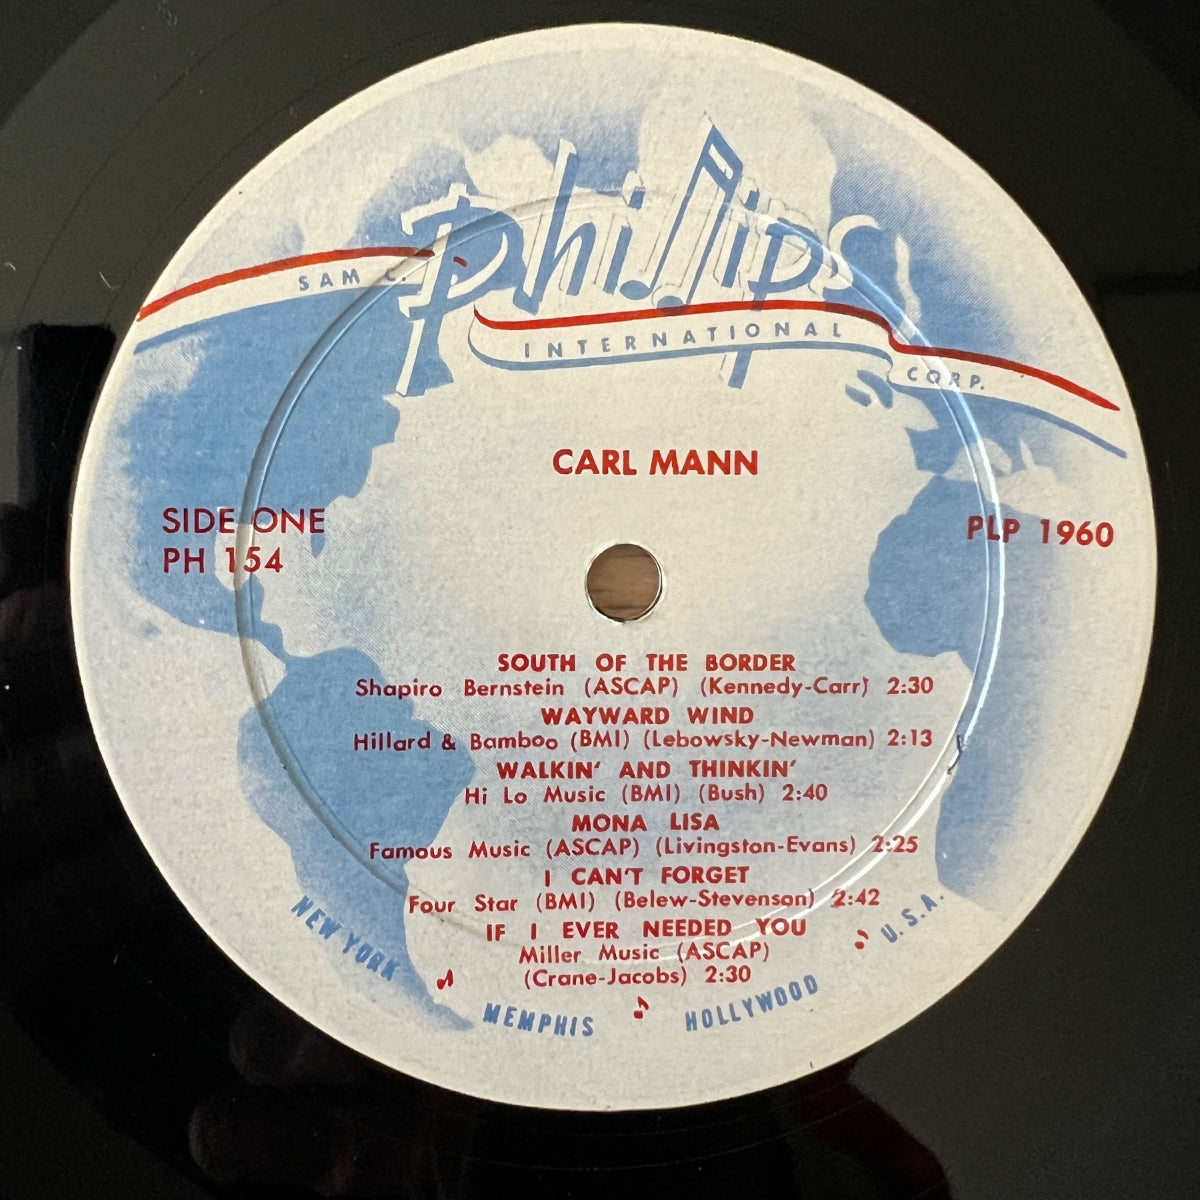 SAM C. Phillips
INTERNATIONAL
CORP.
CARL MANN
SIDE ONE
PH 154
PLP 1960
SOUTH OF THE BORDER
Shapiro Bernstein (ASCAP) (Kennedy-Carr) 2:30
WAYWARD WIND
Hillard & Bamboo (BMI) (Lebowsky-Newman) 2:13
WALKIN' AND THINKIN'
Hi Lo Music (BMI) (Bush) 2:40
MONA LISA
Famous Music (ASCAP) (Livingston-Evans) 2:25
I CAN'T FORGET
Four Star (BMI) (Belew-Stevenson) 2:42
IF I EVER NEEDED YOU
Miller Music (ASCAP)
(Crane-Jacobs) 2:30
NEW YORK MEMPHIS HOLLYWOOD U.S.A.